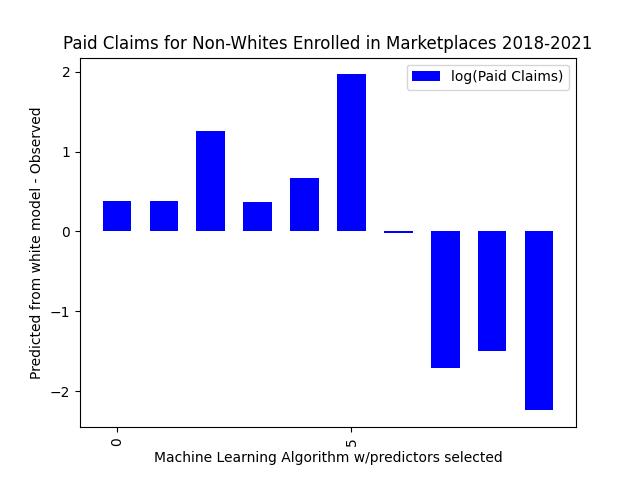 Paid Claims for Non-Whites Enrolled in Marketplaces 2018-2021
log(Paid Claims)
Predicted from white model - Observed
2
1
0
−1
−2
0
5
Machine Learning Algorithm w/predictors selected